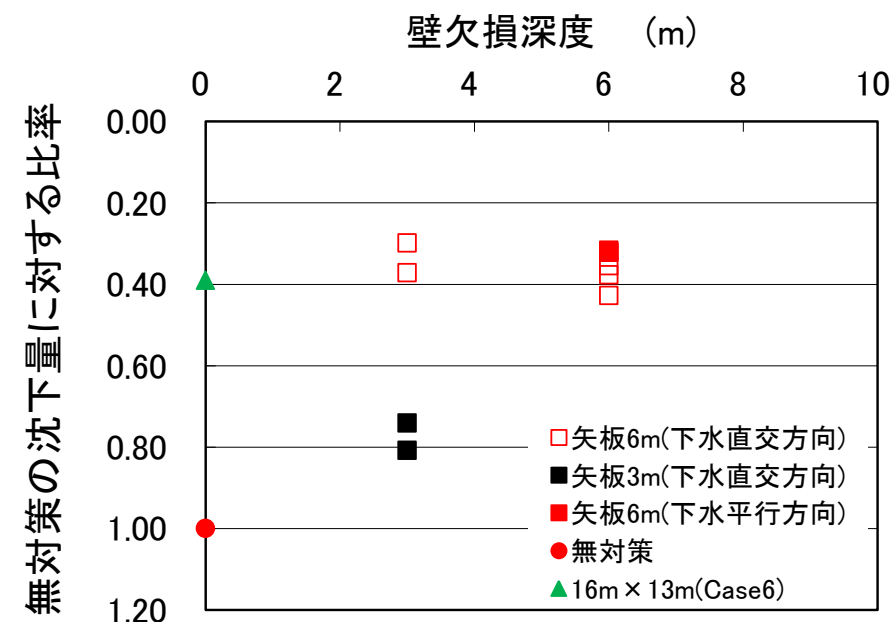 壁欠損深度　(m)
0 2 4 6 8 10
無対策の沈下量に対する比率
0.00
0.20
0.40
0.60
0.80
1.00
1.20
矢板6m(下水直交方向)
矢板3m(下水直交方向)
矢板6m(下水平行方向)
無対策
16m×13m(Case6)